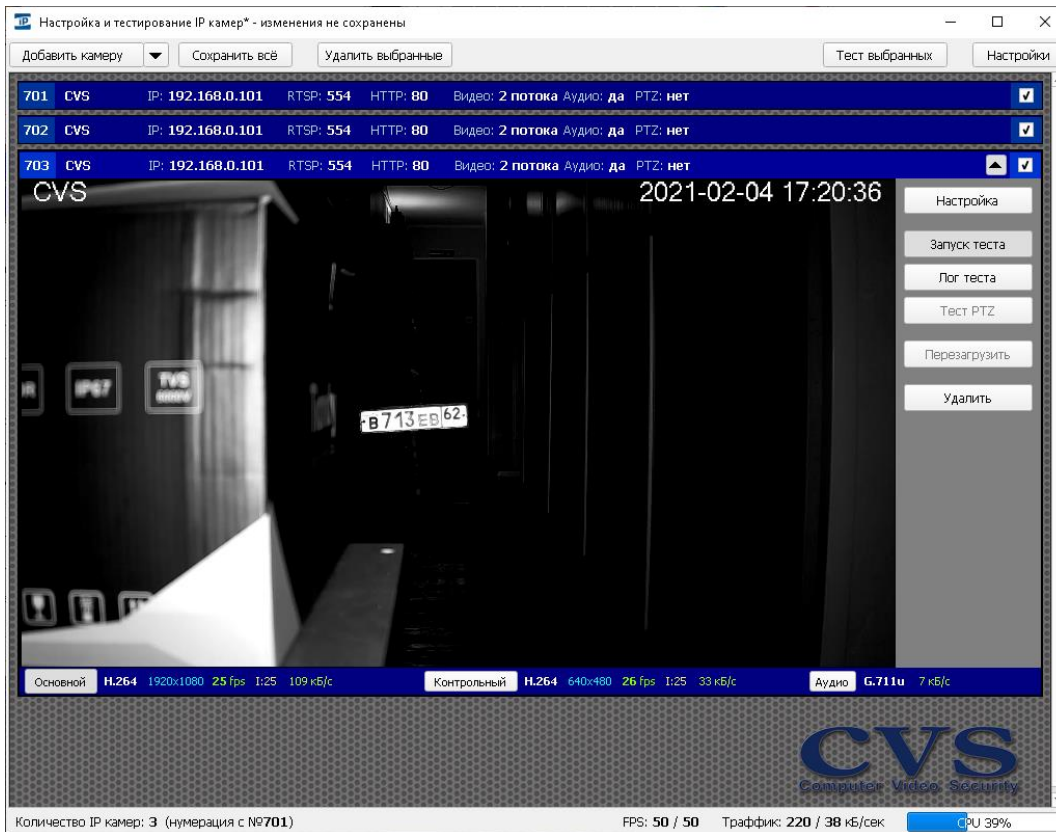 IP Настройка и тестирование IP камер* - изменения не сохранены
Добавить камеру Сохранить всё Удалить выбранные Тест выбранных Настройки
701 CVS IP: 192.168.0.101 RTSP: 554 HTTP: 80 Видео: 2 потока Аудио: да PTZ: нет
702 CVS IP: 192.168.0.101 RTSP: 554 HTTP: 80 Видео: 2 потока Аудио: да PTZ: нет
703 CVS IP: 192.168.0.101 RTSP: 554 HTTP: 80 Видео: 2 потока Аудио: да PTZ: нет
CVS 2021-02-04 17:20:36
Настройка
Запуск теста
Лог теста
Тест PTZ
Перезагрузить
Удалить
IP67 TVS
В713ЕВ 62
Основной H.264 1920x1080 25 fps I:25 109 кБ/с Контрольный H.264 640x480 26 fps I:25 33 кБ/с Аудио G.711u 7 кБ/с
CVS
Computer Video Security
Количество IP камер: 3 (нумерация с №701) FPS: 50 / 50 Траффик: 220 / 38 кБ/сек CPU 39%